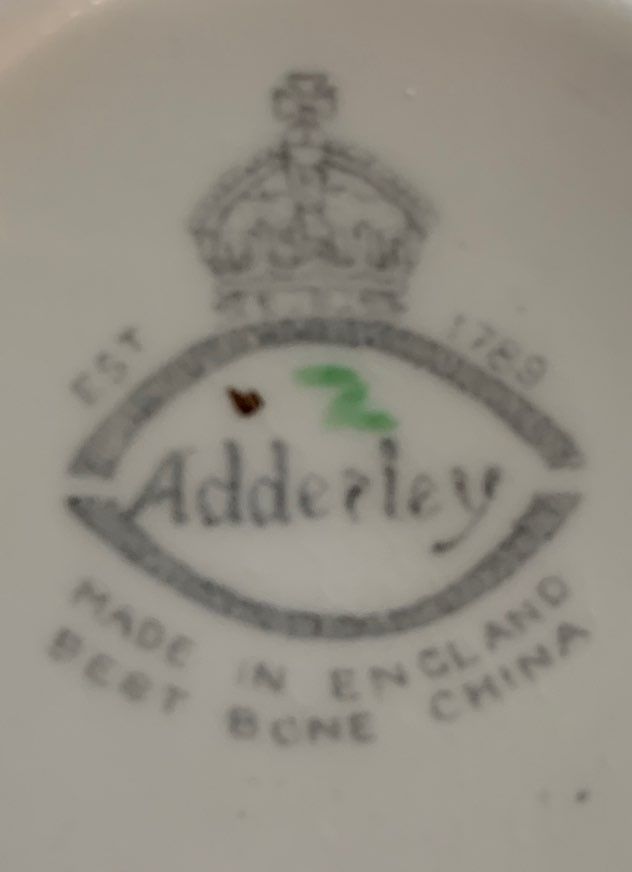 EST 1789
Adderley
MADE IN ENGLAND
BEST BONE CHINA